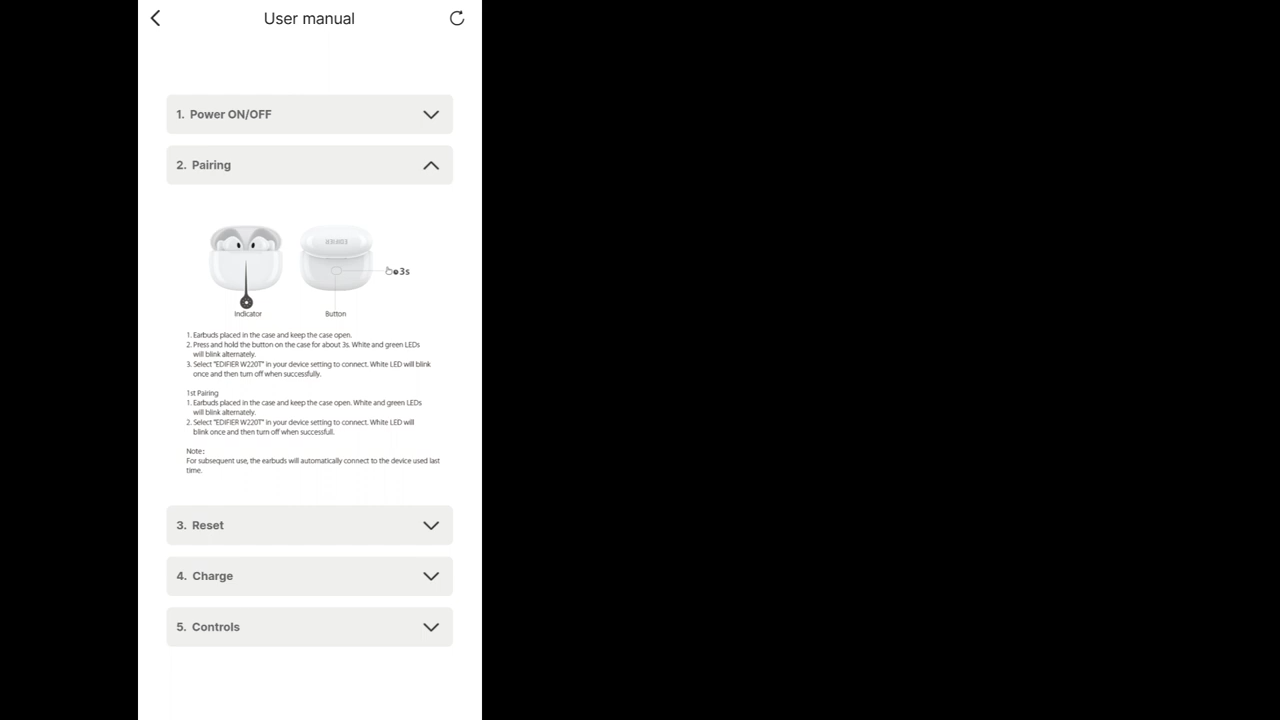 User manual
1. Power ON/OFF
2. Pairing
EDIFIER
3s
Indicator
Button
1. Earbuds placed in the case and keep the case open.
2. Press and hold the button on the case for about 3s. White and green LEDs
will blink alternately.
3. Select "EDIFIER W220T" in your device setting to connect. White LED will blink
once and then turn off when successfully.
1st Pairing
1. Earbuds placed in the case and keep the case open. White and green LEDs
will blink alternately.
2. Select "EDIFIER W220T" in your device setting to connect. White LED will
blink once and then turn off when successfull.
Note:
For subsequent use, the earbuds will automatically connect to the device used last
time.
3. Reset
4. Charge
5. Controls